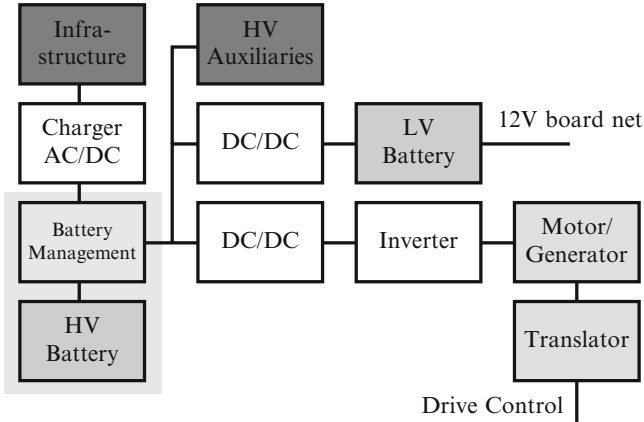 Infra-
structure
HV
Auxiliaries
Charger
AC/DC
DC/DC
LV
Battery
12V board net
Battery
Management
DC/DC
Inverter
Motor/
Generator
HV
Battery
Translator
Drive Control